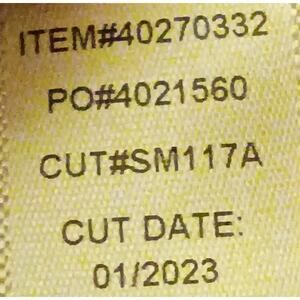 ITEM#40270332
PO#4021560
CUT#SM117A
CUT DATE:
01/2023